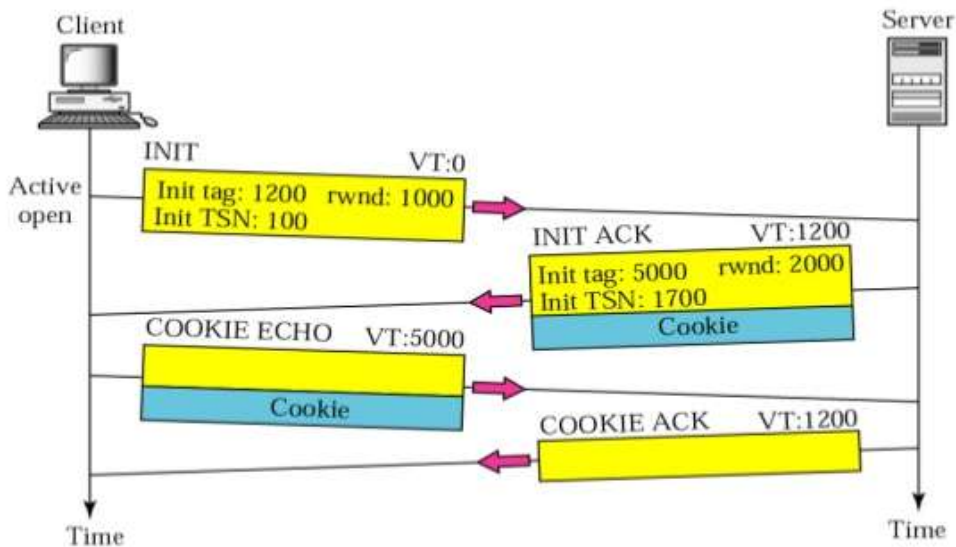 Client
Server
INIT VT:0
Active
open
Init tag: 1200 rwnd: 1000
Init TSN: 100
INIT ACK VT:1200
Init tag: 5000 rwnd: 2000
Init TSN: 1700
Cookie
COOKIE ECHO VT:5000
Cookie
COOKIE ACK VT:1200
Time
Time